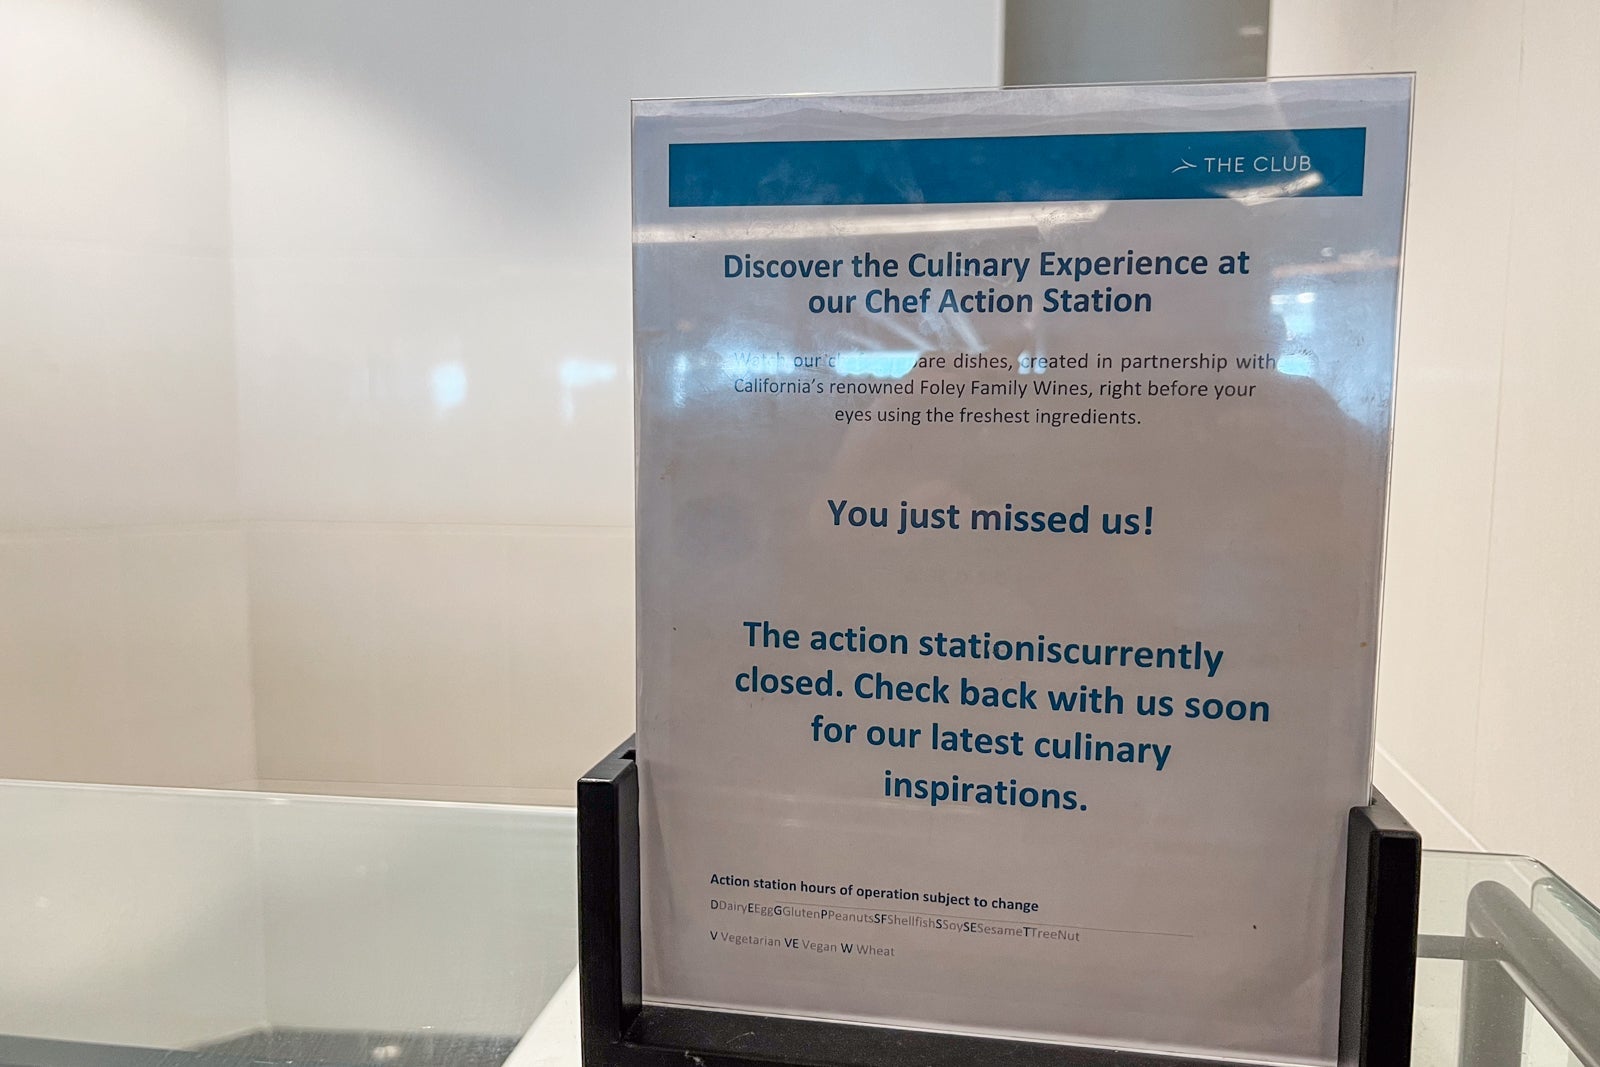 THE CLUB
Discover the Culinary Experience at
our Chef Action Station
Watch our dishes, created in partnership with
California's renowned Foley Family Wines, right before your
eyes using the freshest ingredients.
You just missed us!
The action stationiscurrently
closed. Check back with us soon
for our latest culinary
inspirations.
Action station hours of operation subject to change
DDairyEEggGGlutenPPeanutsSFShellfishSSoySESesameTTreeNut
V Vegetarian VE Vegan W Wheat